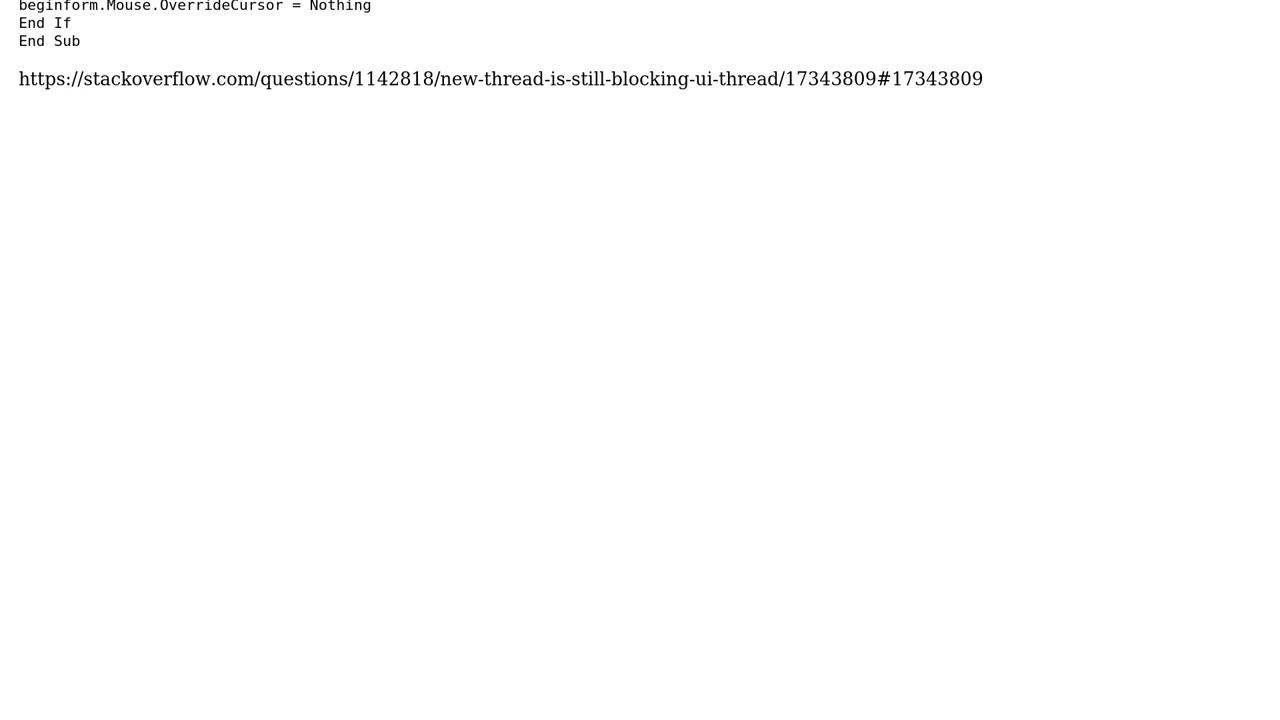 beginform.Mouse.OverrideCursor = Nothing
End If
End Sub
https://stackoverflow.com/questions/1142818/new-thread-is-still-blocking-ui-thread/17343809#17343809